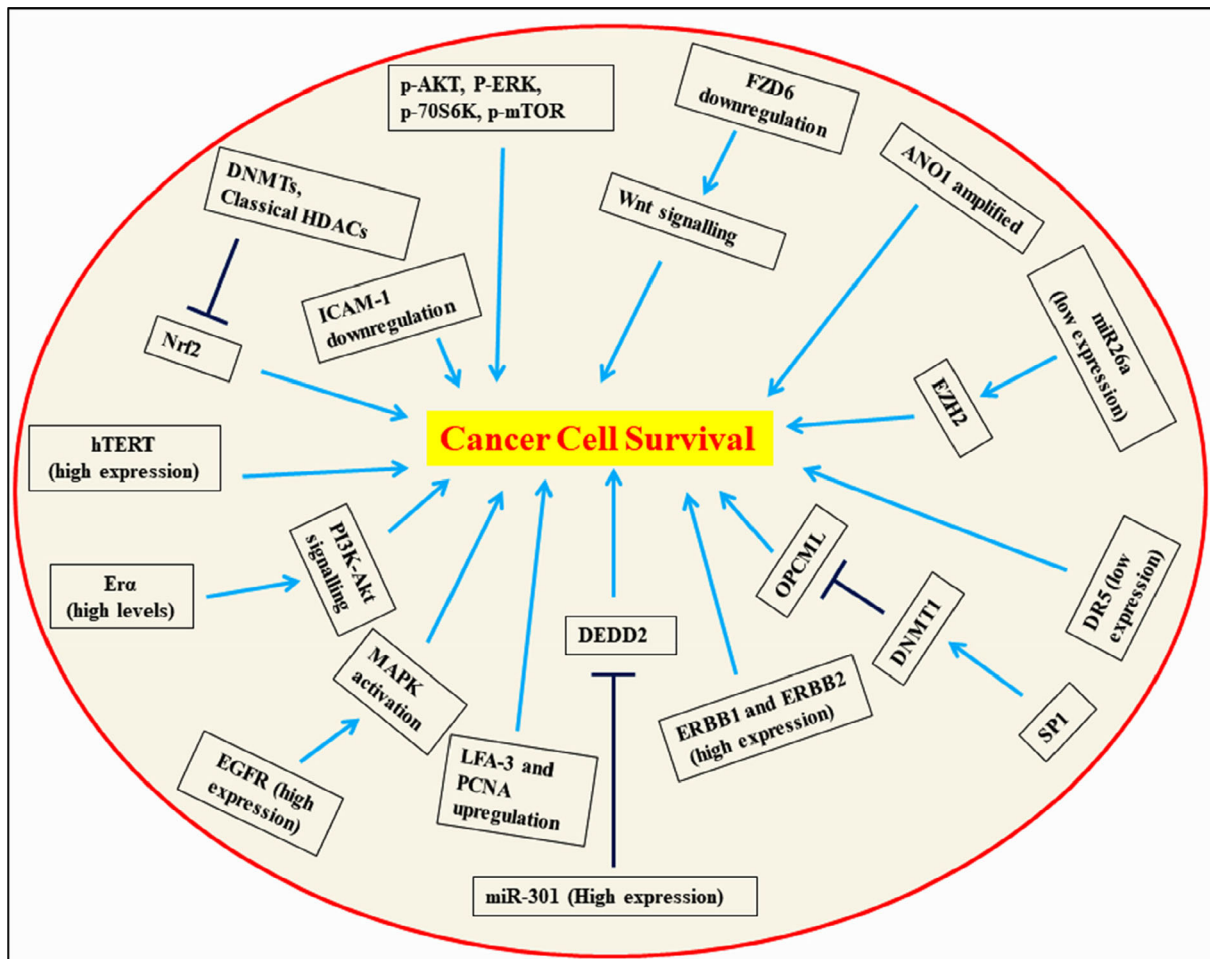 p-AKT, P-ERK,
p-70S6K, p-mTOR
FZD6
downregulation
ANO1 amplified
DNMTs,
Classical HDACs
Wnt signalling
miR26a
(low expression)
ICAM-1
downregulation
Nrf2
EZH2
Cancer Cell Survival
hTERT
(high expression)
PI3K-Akt
signalling
OPCML
DR5 (low
expression)
Erα
(high levels)
DEDD2
DNMT1
MAPK
activation
ERBB1 and ERBB2
(high expression)
SP1
EGFR (high
expression)
LFA-3 and
PCNA
upregulation
miR-301 (High expression)